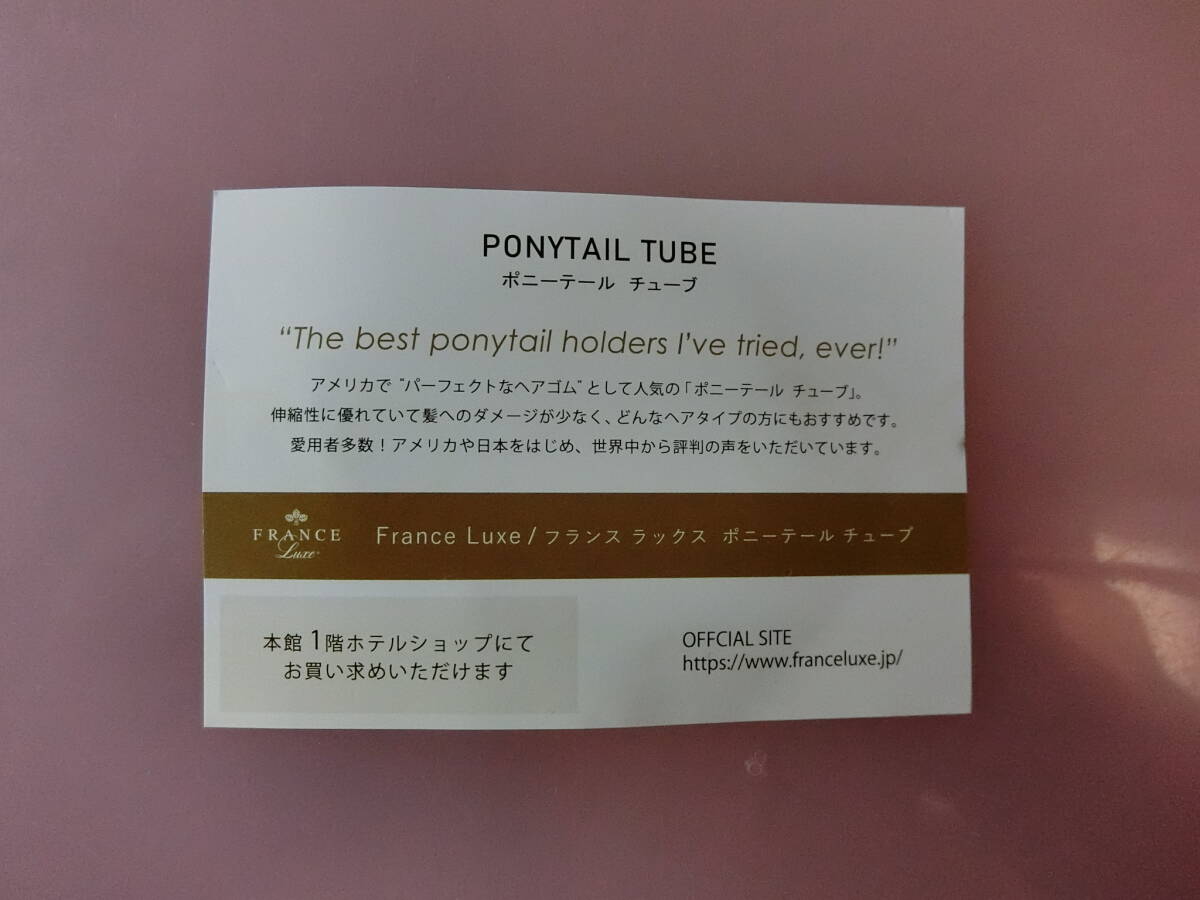 PONYTAIL TUBE
ポニーテール チューブ
“The best ponytail holders I’ve tried, ever!”
アメリカで “パーフェクトなヘアゴム” として人気の「ポニーテール チューブ」。
伸縮性に優れていて髪へのダメージが少なく、どんなヘアタイプの方にもおすすめです。
愛用者多数！アメリカや日本をはじめ、世界中から評判の声をいただいています。
FRANCE
Luxe
France Luxe / フランス ラックス ポニーテール チューブ
本館 1階ホテルショップにて
お買い求めいただけます
OFFCIAL SITE
https://www.franceluxe.jp/